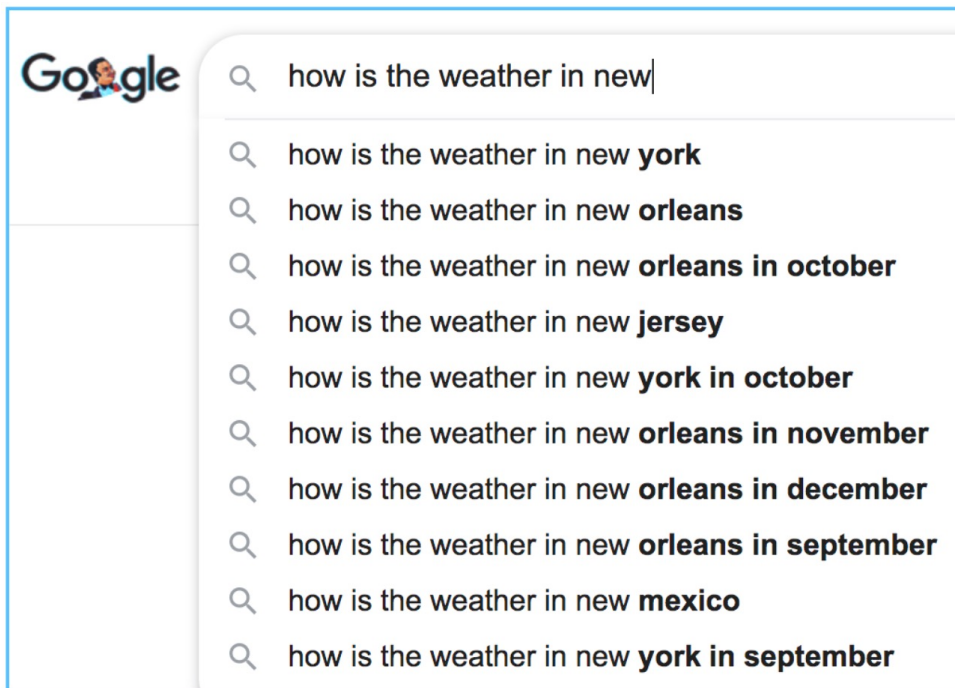 Google
how is the weather in new
how is the weather in new york
how is the weather in new orleans
how is the weather in new orleans in october
how is the weather in new jersey
how is the weather in new york in october
how is the weather in new orleans in november
how is the weather in new orleans in december
how is the weather in new orleans in september
how is the weather in new mexico
how is the weather in new york in september